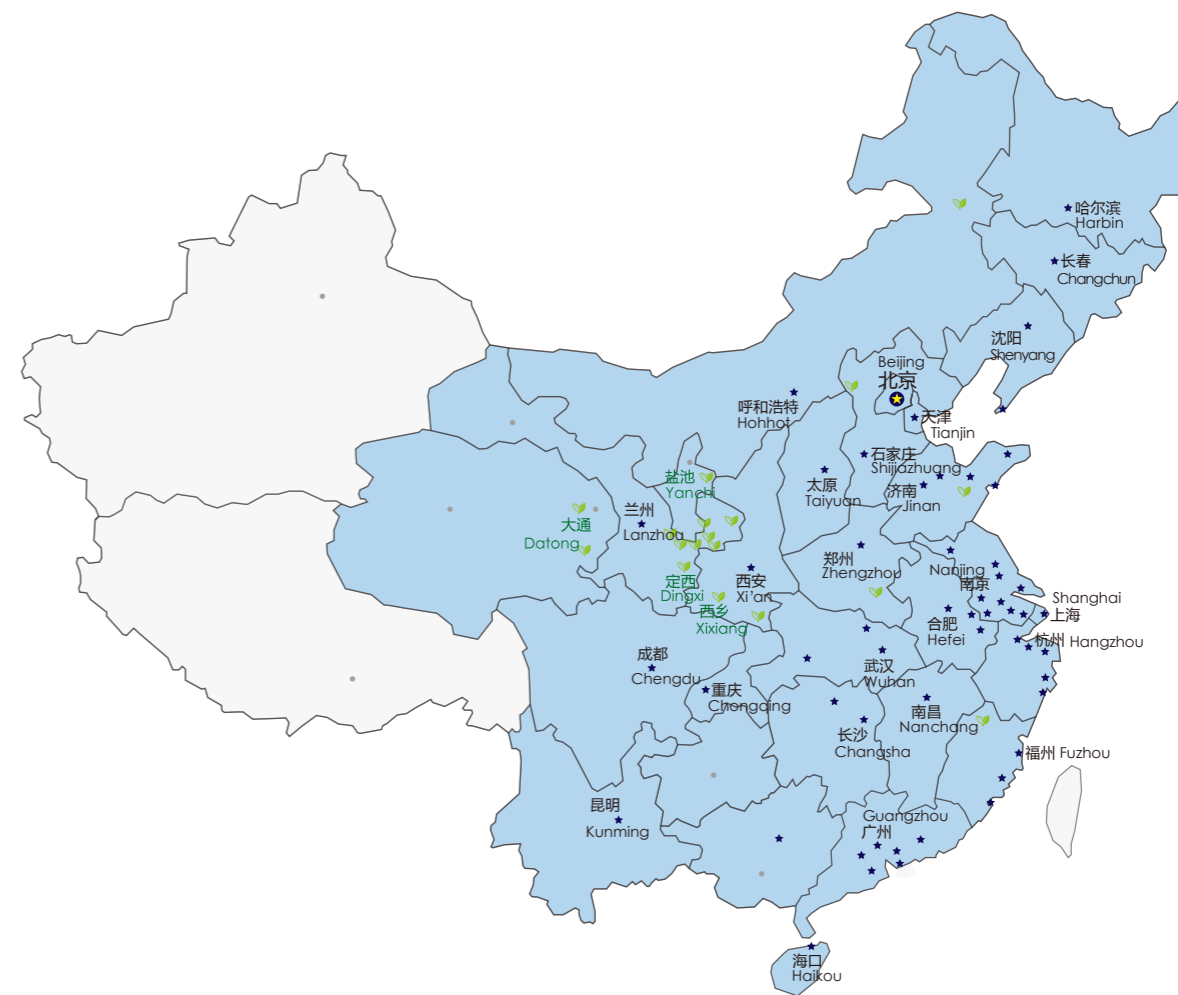 哈尔滨
Harbin
长春
Changchun
沈阳
Shenyang
Beijing
北京
呼和浩特
Hohhot
天津
Tianjin
石家庄
Shijiazhuang
盐池
Yanchi
太原
Taiyuan
济南
Jinan
兰州
Lanzhou
大通
Datong
郑州
Zhengzhou
Nanjing
南京
定西
Dingxi
西安
Xi'an
Shanghai
上海
西乡
Xixiang
合肥
Hefei
杭州 Hangzhou
成都
Chengdu
武汉
Wuhan
重庆
Chongqing
南昌
Nanchang
长沙
Changsha
福州 Fuzhou
昆明
Kunming
Guangzhou
广州
海口
Haikou